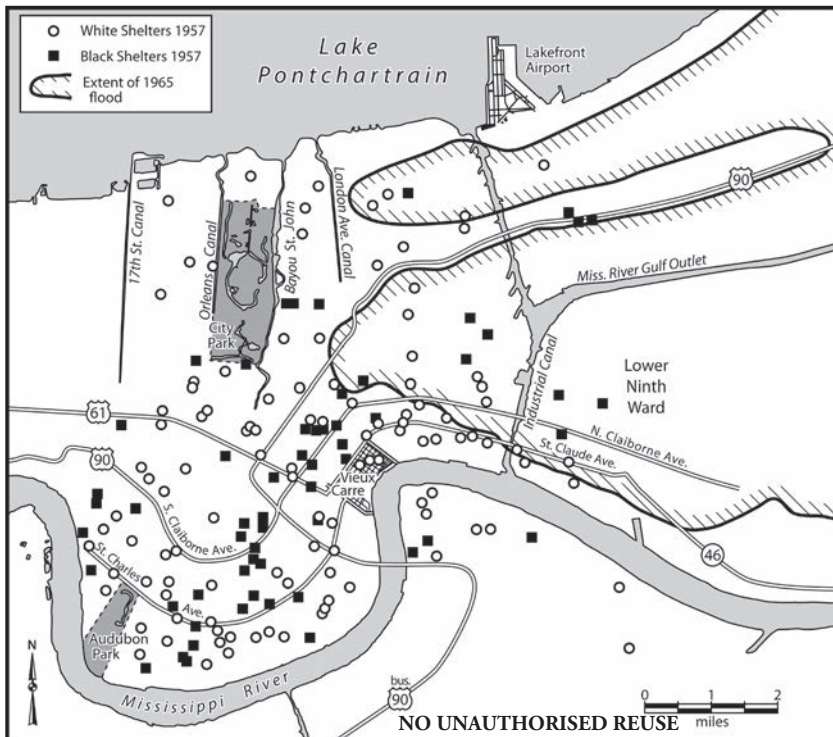 White Shelters 1957
Black Shelters 1957
Extent of 1965
flood
Lake
Pontchartrain
Lakefront
Airport
90
17th St. Canal
Orleans Canal
Bayou St. John
London Ave. Canal
Miss. River Gulf Outlet
City
Park
Industrial Canal
Lower
Ninth
Ward
61
90
N. Claiborne Ave.
St. Claude Ave.
Vieux
Carre
S. Claiborne Ave.
46
St. Charles
Ave.
Audubon
Park
N
Mississippi River
bus.
90
0 1 2
miles
NO UNAUTHORISED REUSE